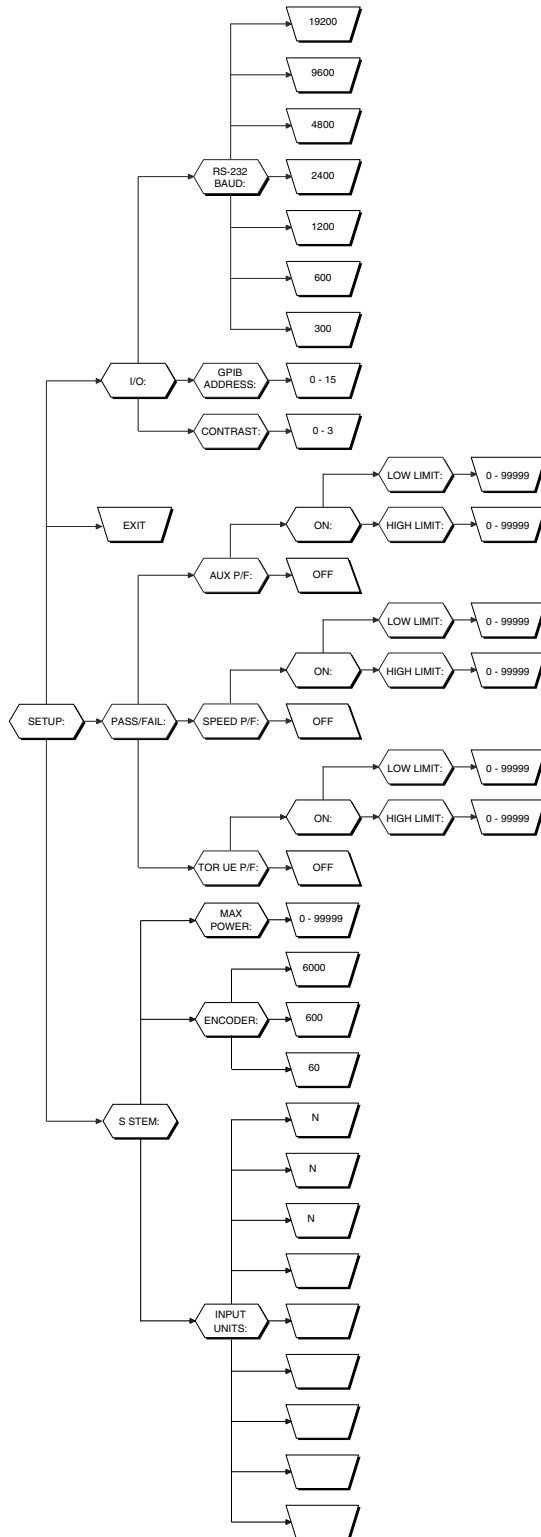 19200
9600
4800
RS-232
BAUD:
2400
1200
600
300
I/O:
GPIB
ADDRESS:
0 - 15
CONTRAST:
0 - 3
LOW LIMIT:
0 - 99999
EXIT
ON:
HIGH LIMIT:
0 - 99999
AUX P/F:
OFF
LOW LIMIT:
0 - 99999
ON:
HIGH LIMIT:
0 - 99999
SETUP:
PASS/FAIL:
SPEED P/F:
OFF
LOW LIMIT:
0 - 99999
ON:
HIGH LIMIT:
0 - 99999
TOR UE P/F:
OFF
MAX
POWER:
0 - 99999
6000
ENCODER:
600
60
S STEM:
N
N
N
INPUT
UNITS: